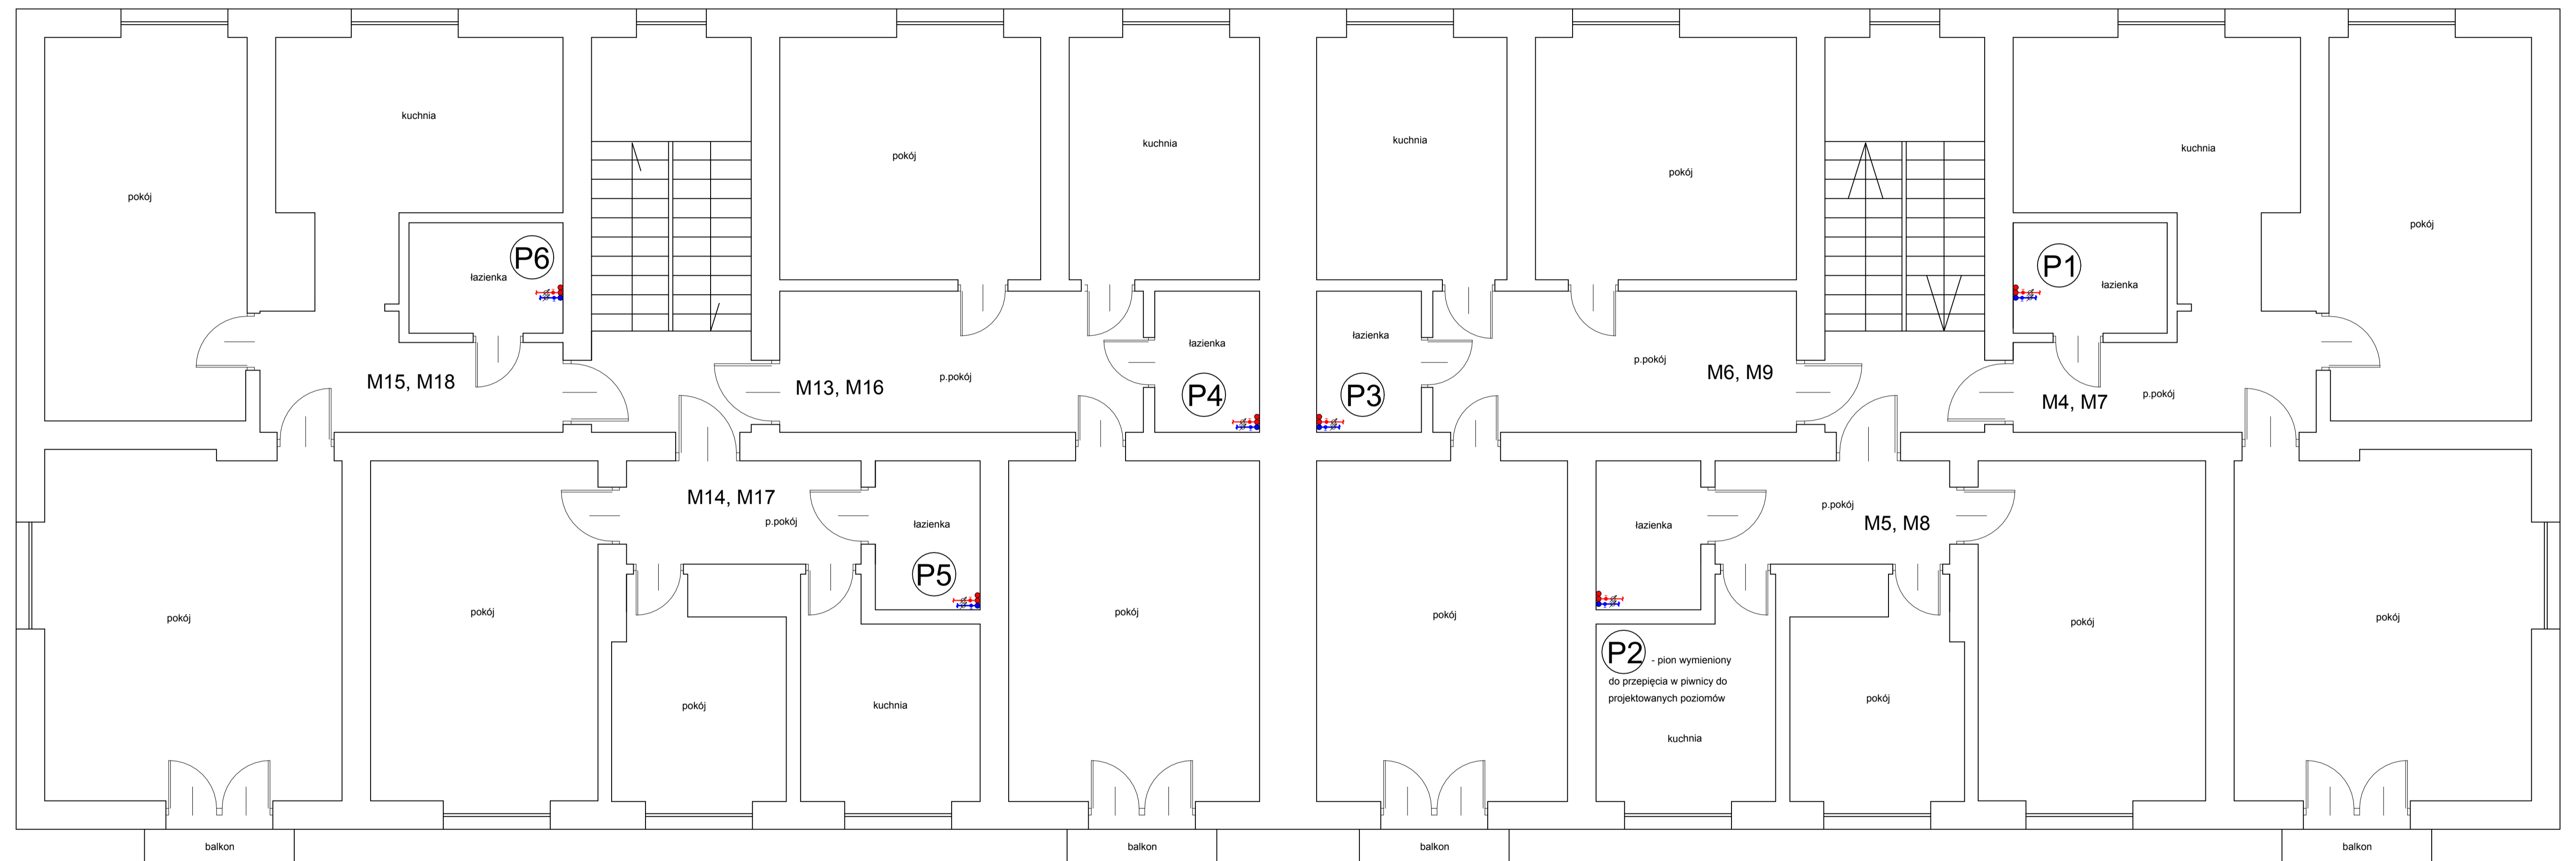 kuchnia
pokój
kuchnia
kuchnia
pokój
kuchnia
pokój
pokój
pokój
P6
łazienka
P1
łazienka
łazienka
P4
łazienka
P3
M15, M18
M13, M16
p.pokój
p.pokój
M6, M9
M4, M7
p.pokój
M14, M17
p.pokój
łazienka
P5
łazienka
p.pokój
M5, M8
pokój
pokój
pokój
kuchnia
pokój
pokój
P2 - pion wymieniony
do przepięcia w piwnicy do
projektowanych poziomów
kuchnia
pokój
pokój
pokój
balkon
balkon
balkon
balkon